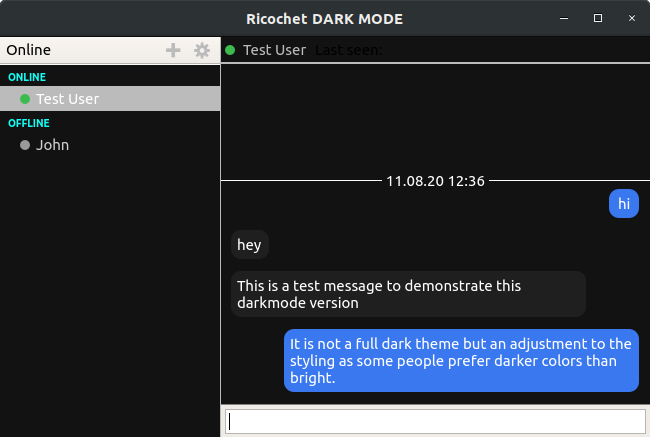 Ricochet DARK MODE
Online
ONLINE
Test User
OFFLINE
John
Test User Last seen:
11.08.20 12:36
hi
hey
This is a test message to demonstrate this
darkmode version
It is not a full dark theme but an adjustment to the
styling as some people prefer darker colors than
bright.